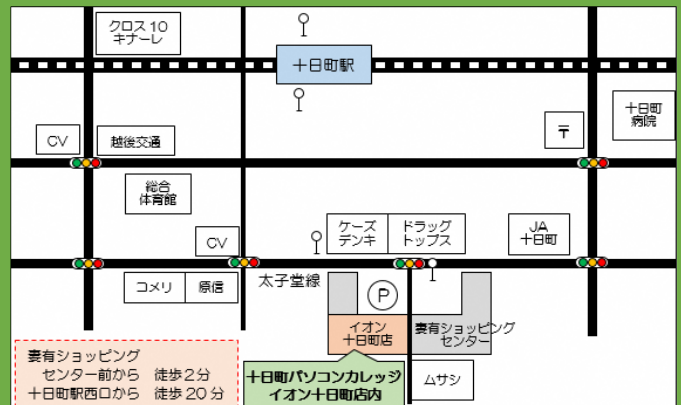 クロス10
キナーレ
十日町駅
十日町
病院
〒
CV
越後交通
総合
体育館
CV
ケーズ
デンキ
ドラッグ
トップス
JA
十日町
コメリ
原信
太子堂線
P
イオン
十日町店
妻有ショッピング
センター
妻有ショッピング
センター前から 徒歩2分
十日町駅西口から 徒歩20分
十日町パソコンカレッジ
イオン十日町店内
ムサシ